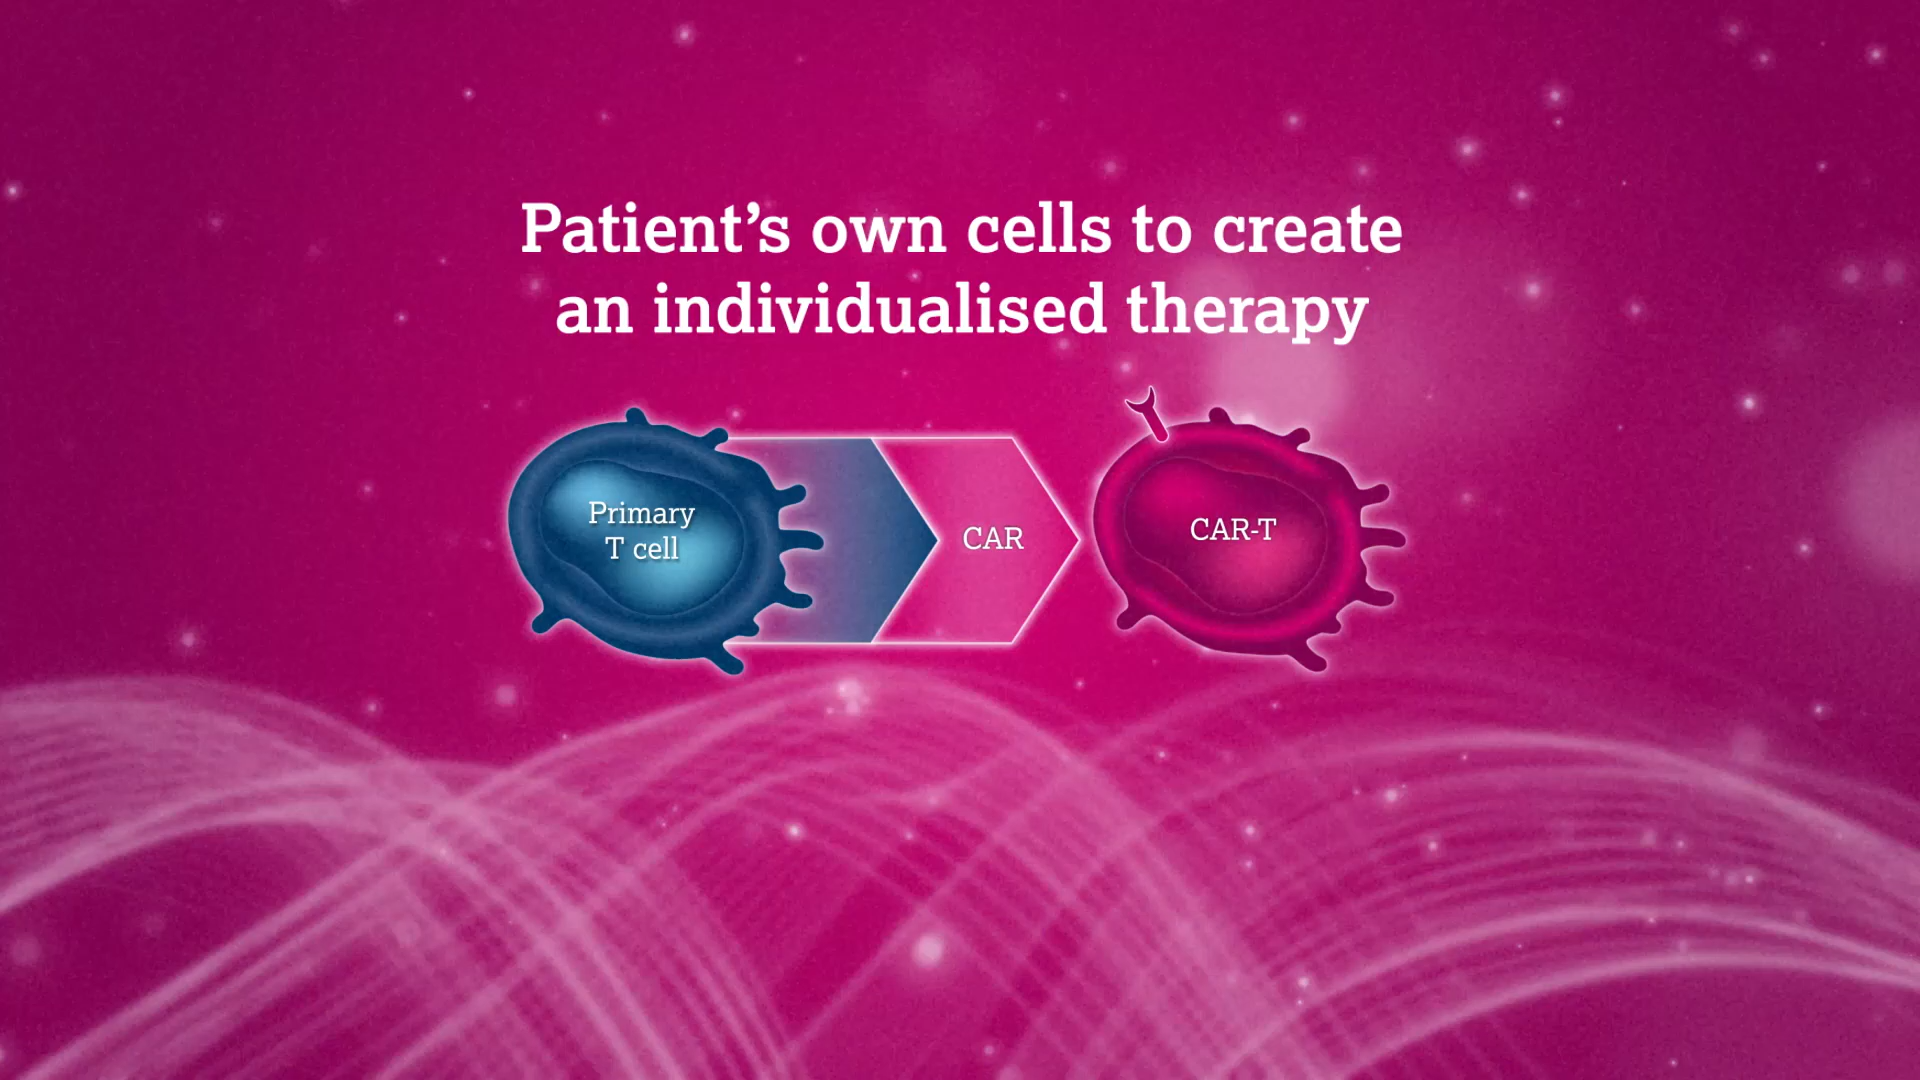 Patient’s own cells to create
an individualised therapy
Primary
T cell
CAR
CAR-T